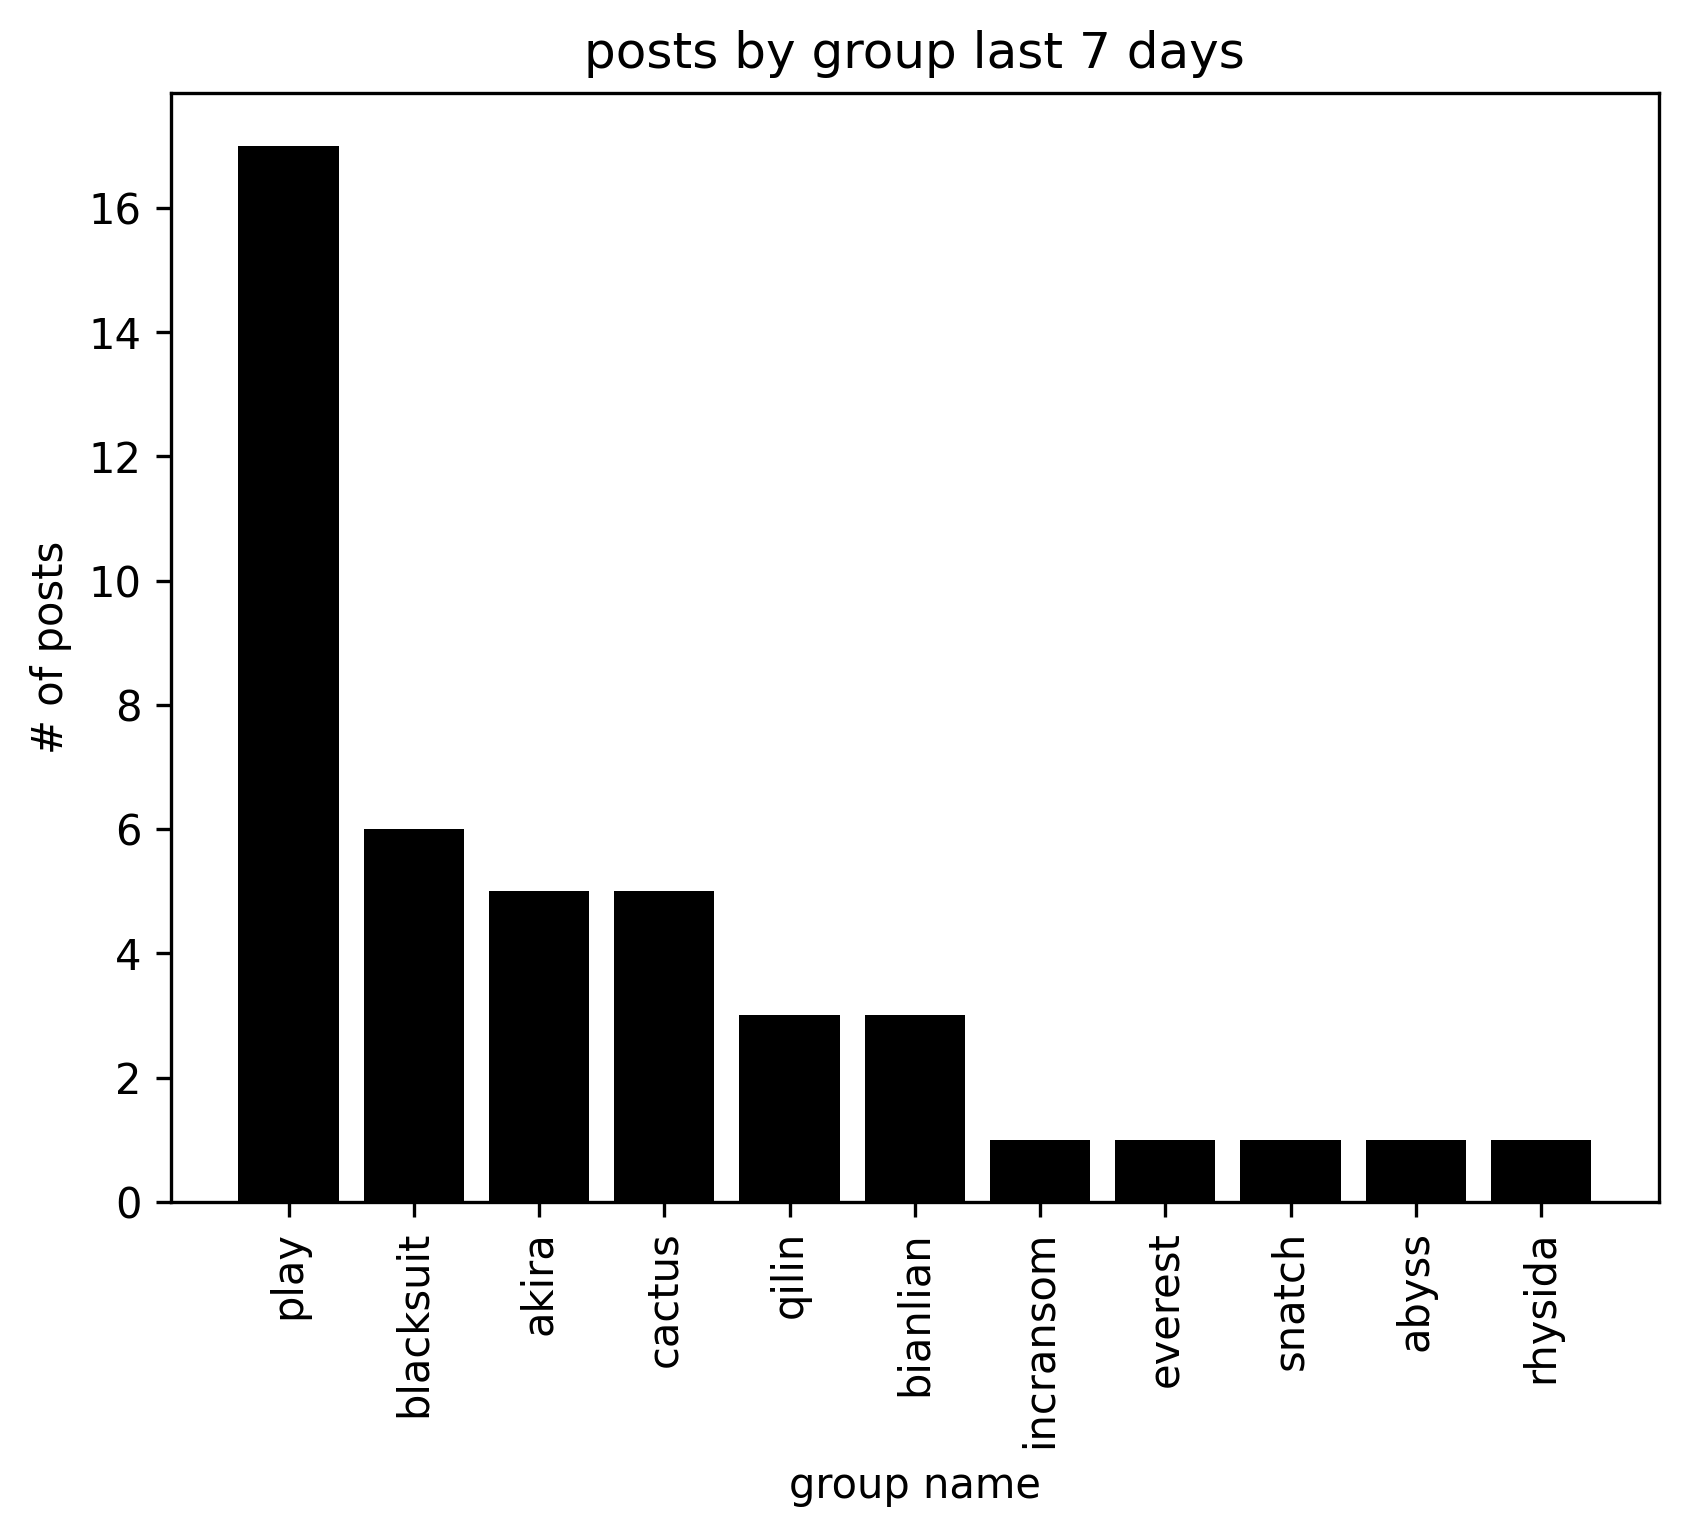 posts by group last 7 days
# of posts
16
14
12
10
8
6
4
2
0
play
blacksuit
akira
cactus
qilin
bianlian
incransom
everest
snatch
abyss
rhysida
group name